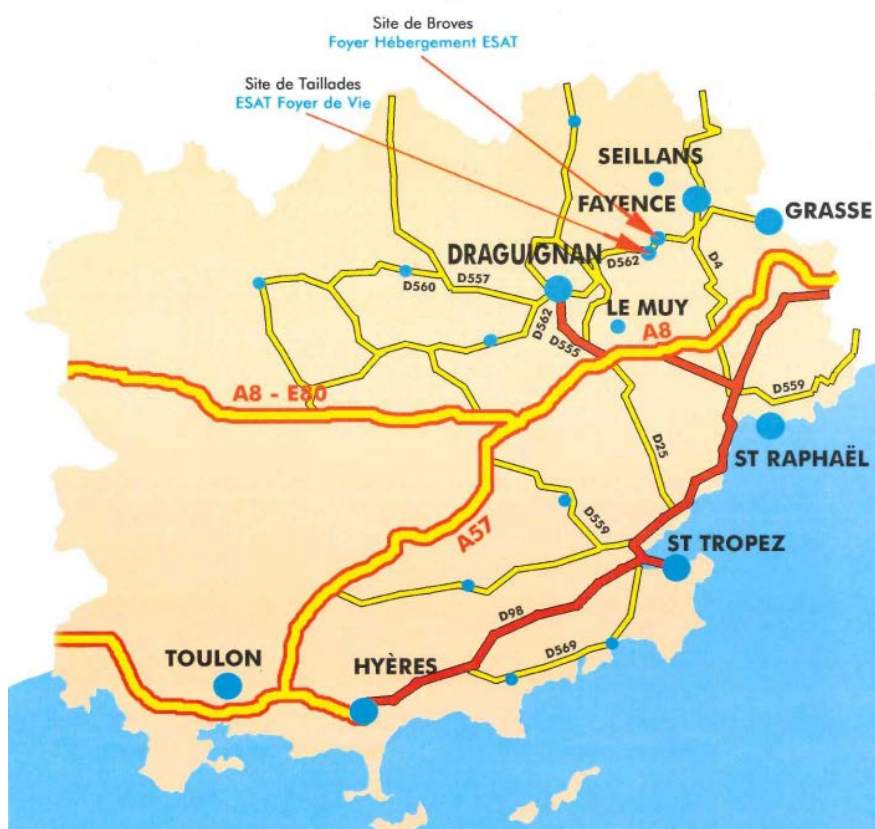 Site de Broves
Foyer Hébergement ESAT
Site de Taillades
ESAT Foyer de Vie
SEILLANS
FAYENCE
GRASSE
DRAGUIGNAN
D562
D4
D557
D560
LE MUY
D562
A8
D555
A8 - E80
D559
ST RAPHAËL
D25
D559
A57
ST TROPEZ
D98
D569
TOULON
HYÈRES